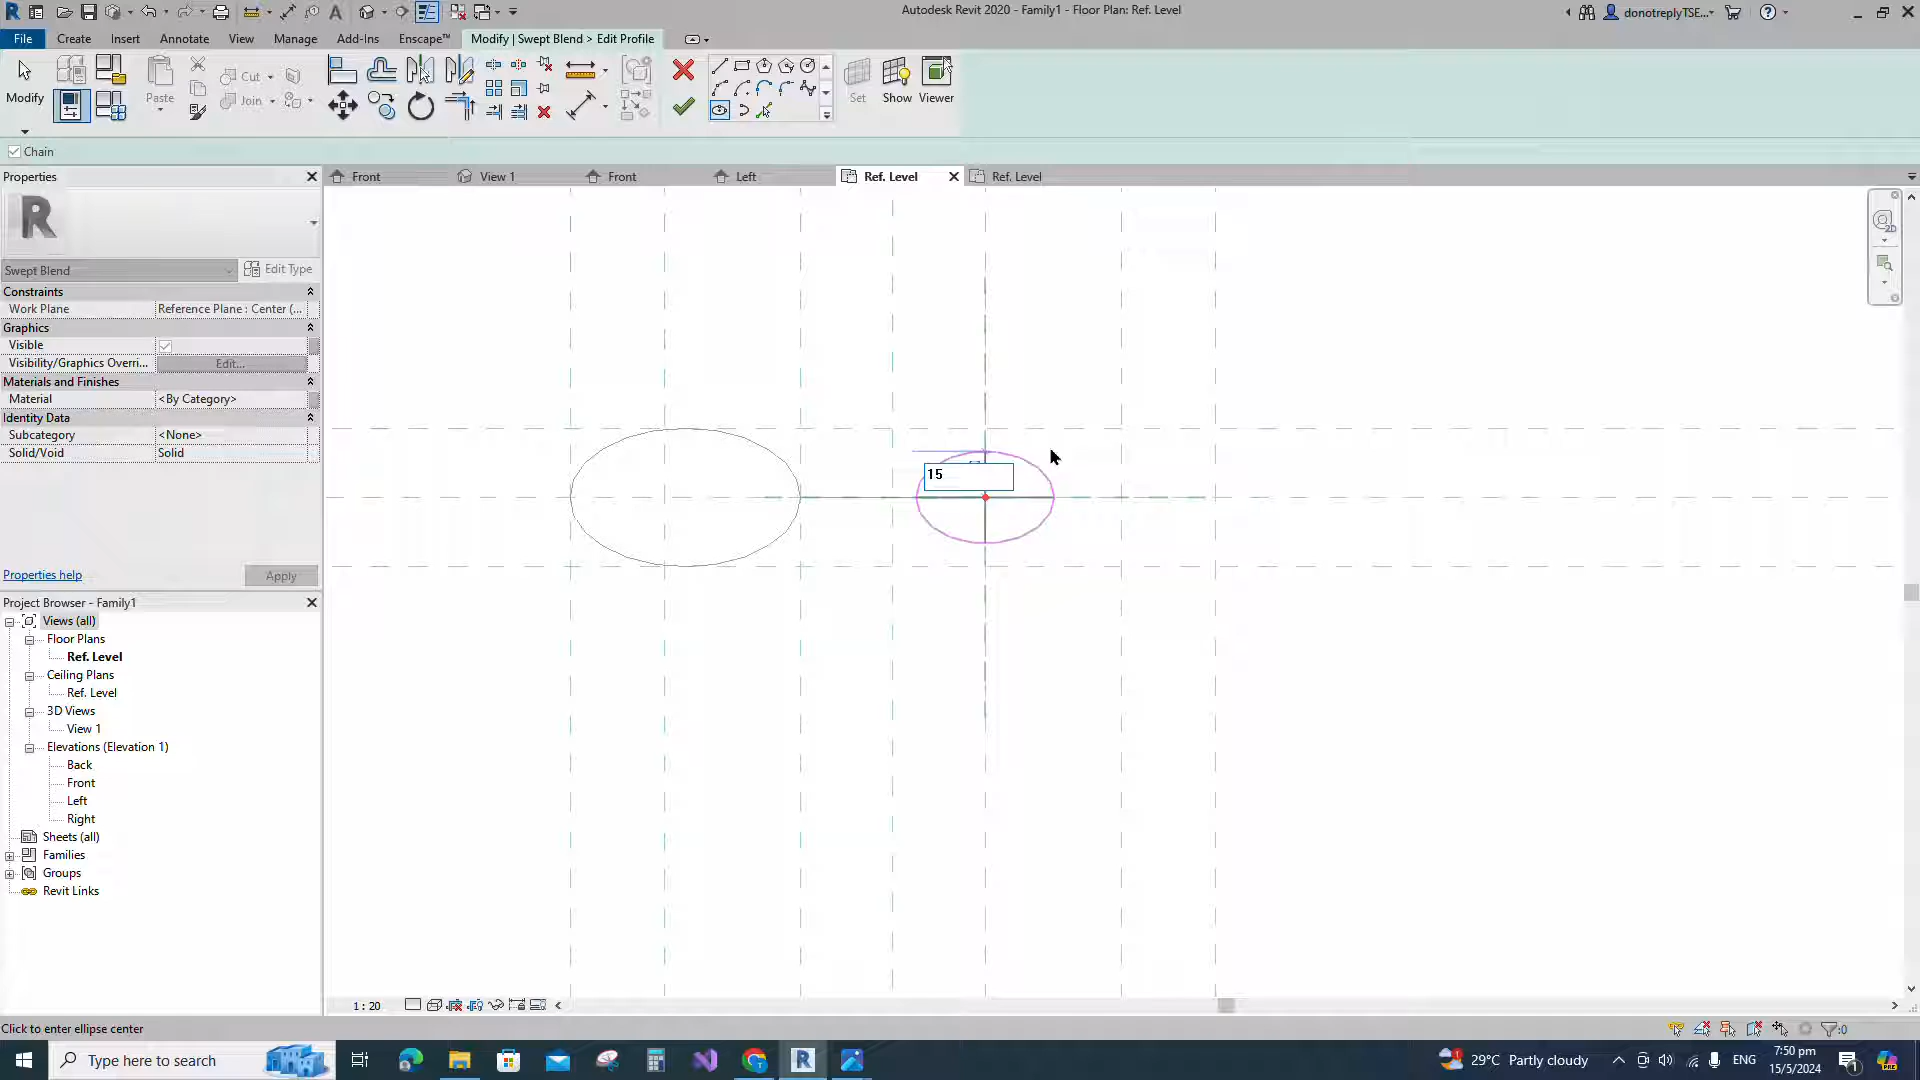 Autodesk Revit 2020 - Family1 - Floor Plan: Ref. Level
donotreplyTSE...
File Create Insert Annotate View Manage Add-Ins Enscape™ Modify | Swept Blend > Edit Profile
Modify
Paste
Cut
Join
Set Show Viewer
Chain
Properties
Front View 1 Front Left Ref. Level Ref. Level
R
Swept Blend
Edit Type
Constraints
Work Plane Reference Plane : Center (...
Graphics
Visible
Visibility/Graphics Overri... Edit...
Materials and Finishes
Material <By Category>
Identity Data
Subcategory <None>
Solid/Void Solid
15
2D
Properties help
Apply
Project Browser - Family1
Views (all)
Floor Plans
Ref. Level
Ceiling Plans
Ref. Level
3D Views
View 1
Elevations (Elevation 1)
Back
Front
Left
Right
Sheets (all)
Families
Groups
Revit Links
1 : 20
Click to enter ellipse center
:0
Type here to search
29°C Partly cloudy
ENG
7:50 pm
15/5/2024
1